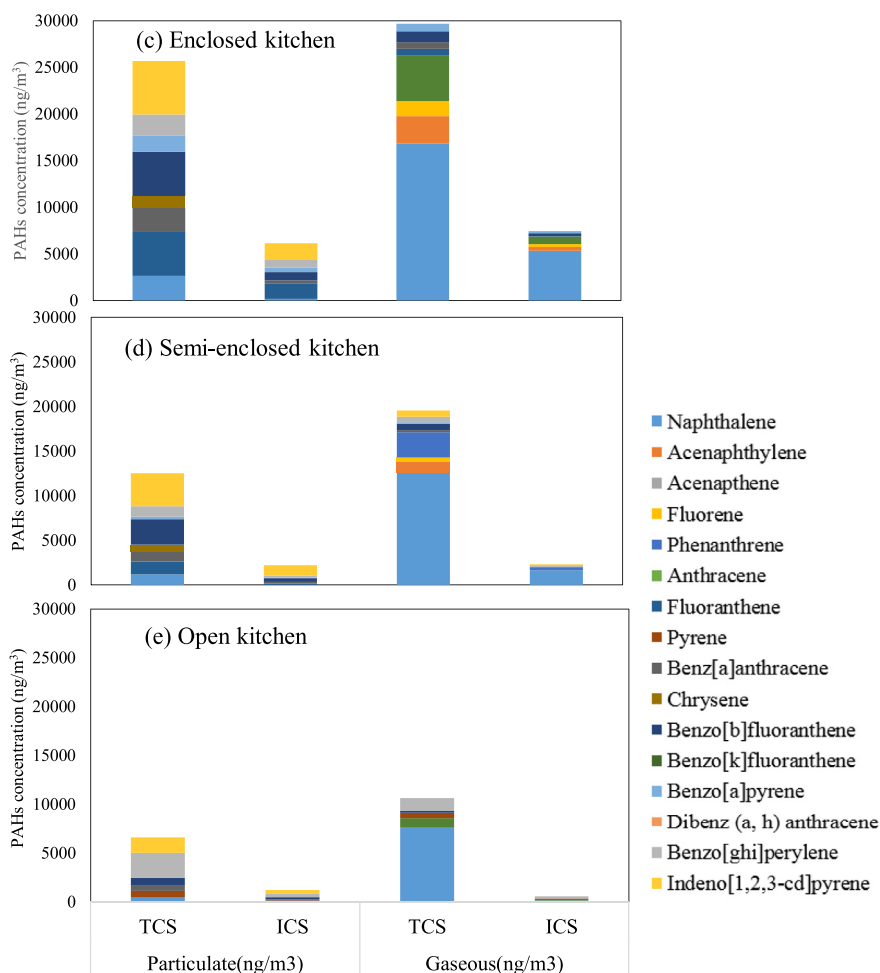 (c) Enclosed kitchen
PAHs concentration (ng/m³)
30000
25000
20000
15000
10000
5000
0
(d) Semi-enclosed kitchen
PAHs concentration (ng/m³)
30000
25000
20000
15000
10000
5000
0
(e) Open kitchen
PAHs concentration (ng/m³)
30000
25000
20000
15000
10000
5000
0
TCS ICS TCS ICS
Particulate(ng/m3) Gaseous(ng/m3)
Naphthalene
Acenaphthylene
Acenapthene
Fluorene
Phenanthrene
Anthracene
Fluoranthene
Pyrene
Benz[a]anthracene
Chrysene
Benzo[b]fluoranthene
Benzo[k]fluoranthene
Benzo[a]pyrene
Dibenz (a, h) anthracene
Benzo[ghi]perylene
Indeno[1,2,3-cd]pyrene